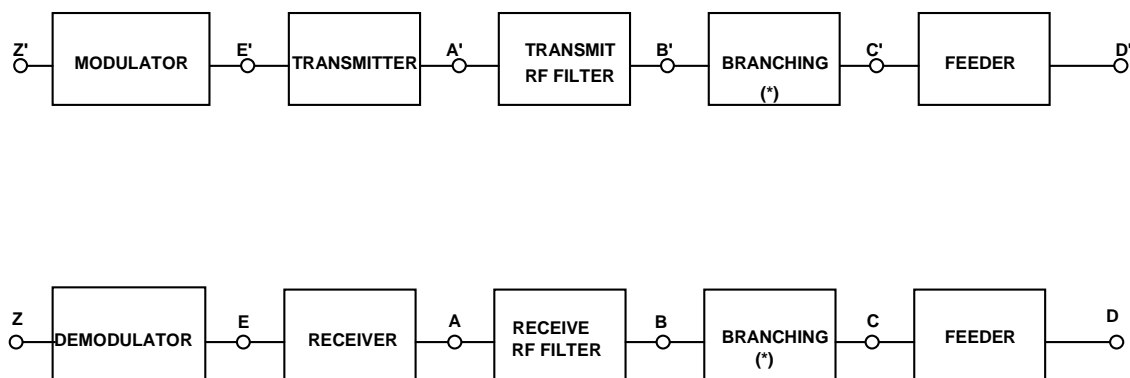 Z' MODULATOR E' TRANSMITTER A' TRANSMIT RF FILTER B' BRANCHING (*) C' FEEDER D'
Z DEMODULATOR E RECEIVER A RECEIVE RF FILTER B BRANCHING (*) C FEEDER D